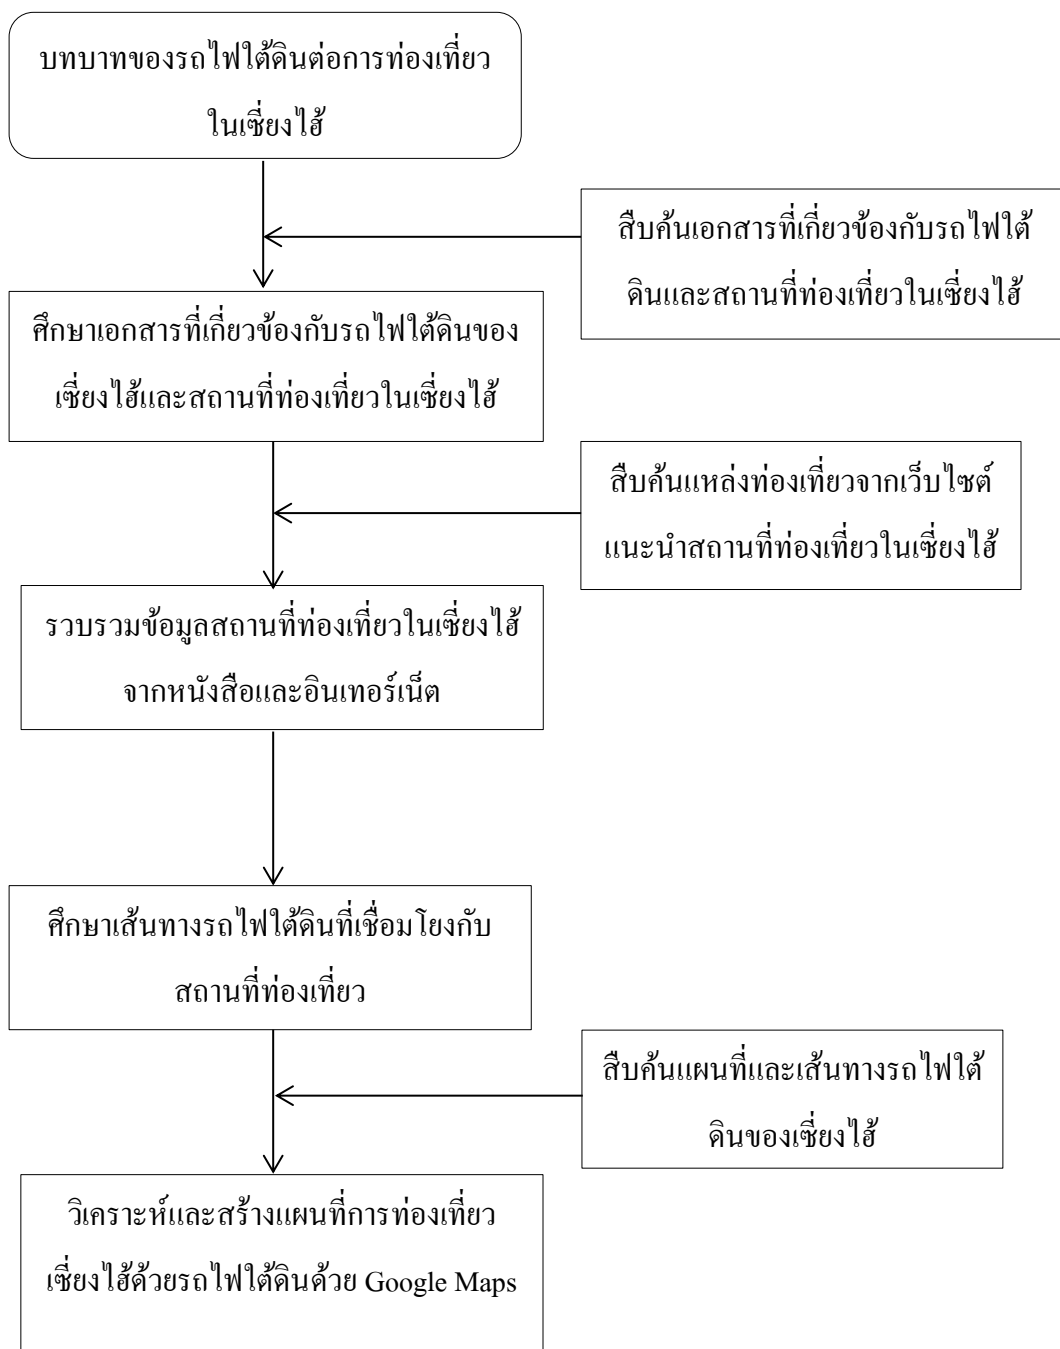 บทบาทของรถไฟใต้ดินต่อการท่องเที่ยว
ในเซี่ยงไฮ้
สืบค้นเอกสารที่เกี่ยวข้องกับรถไฟใต้
ดินและสถานที่ท่องเที่ยวในเซี่ยงไฮ้
ศึกษาเอกสารที่เกี่ยวข้องกับรถไฟใต้ดินของ
เซี่ยงไฮ้และสถานที่ท่องเที่ยวในเซี่ยงไฮ้
สืบค้นแหล่งท่องเที่ยวจากเว็บไซต์
แนะนำสถานที่ท่องเที่ยวในเซี่ยงไฮ้
รวบรวมข้อมูลสถานที่ท่องเที่ยวในเซี่ยงไฮ้
จากหนังสือและอินเทอร์เน็ต
ศึกษาเส้นทางรถไฟใต้ดินที่เชื่อมโยงกับ
สถานที่ท่องเที่ยว
สืบค้นแผนที่และเส้นทางรถไฟใต้
ดินของเซี่ยงไฮ้
วิเคราะห์และสร้างแผนที่การท่องเที่ยว
เซี่ยงไฮ้ด้วยรถไฟใต้ดินด้วย Google Maps